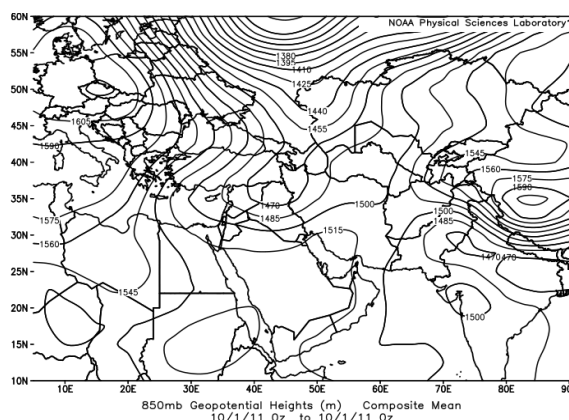 NOAA Physical Sciences Laboratory
60N
55N
50N
45N
40N
35N
30N
25N
20N
15N
10N
1380
1395
1410
1425
1440
1455
1605
1590
1545
1560
1575
1590
1470
1485
1500
1500
1485
1575
1560
1515
1470
470
1545
1500
10E
20E
30E
40E
50E
60E
70E
80E
90E
850mb Geopotential Heights (m) Composite Mean
10/1/11 0z to 10/1/11 0z